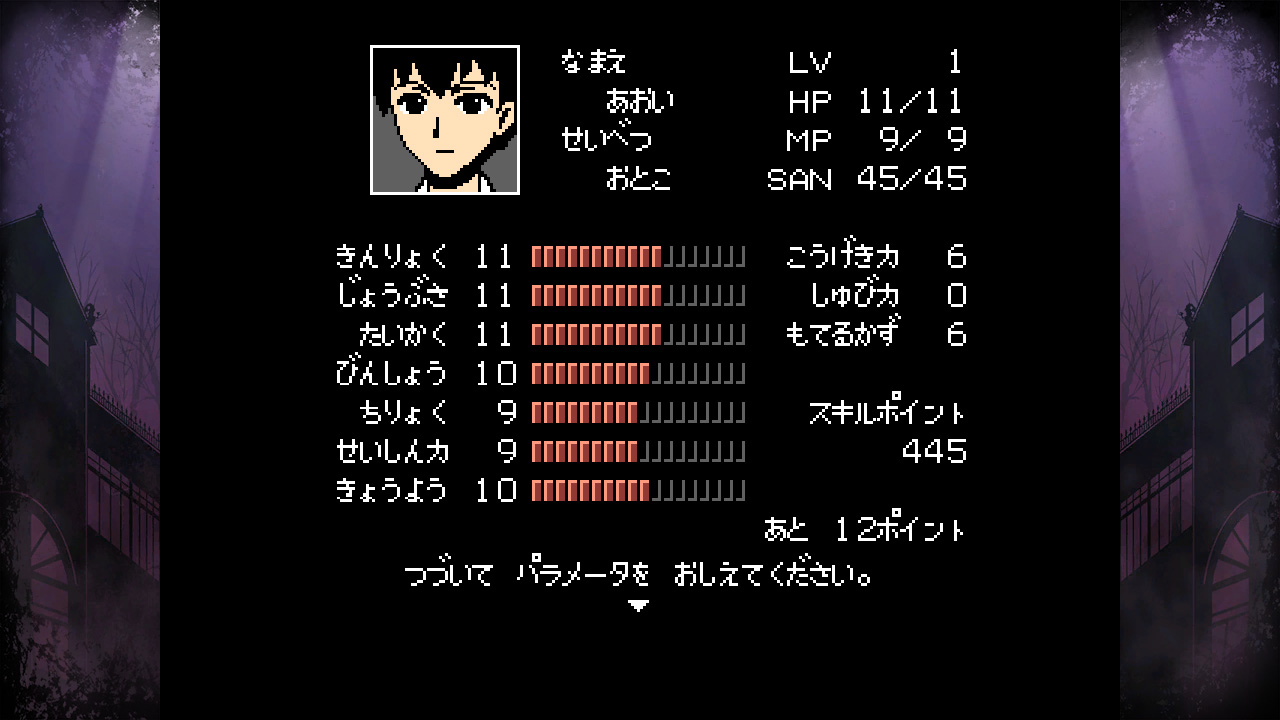 なまえ LV 1
あおい HP 11/11
せいべつ MP 9/ 9
おとこ SAN 45/45
きんりょく 11 こうげき力 6
じょうぶさ 11 しゅび力 0
たいかく 11 もてるかず 6
びんしょう 10
ちりょく 9 スキルポイント
せいしん力 9 445
きょうよう 10
あと 12ポイント
つづいて パラメータを おしえてください。